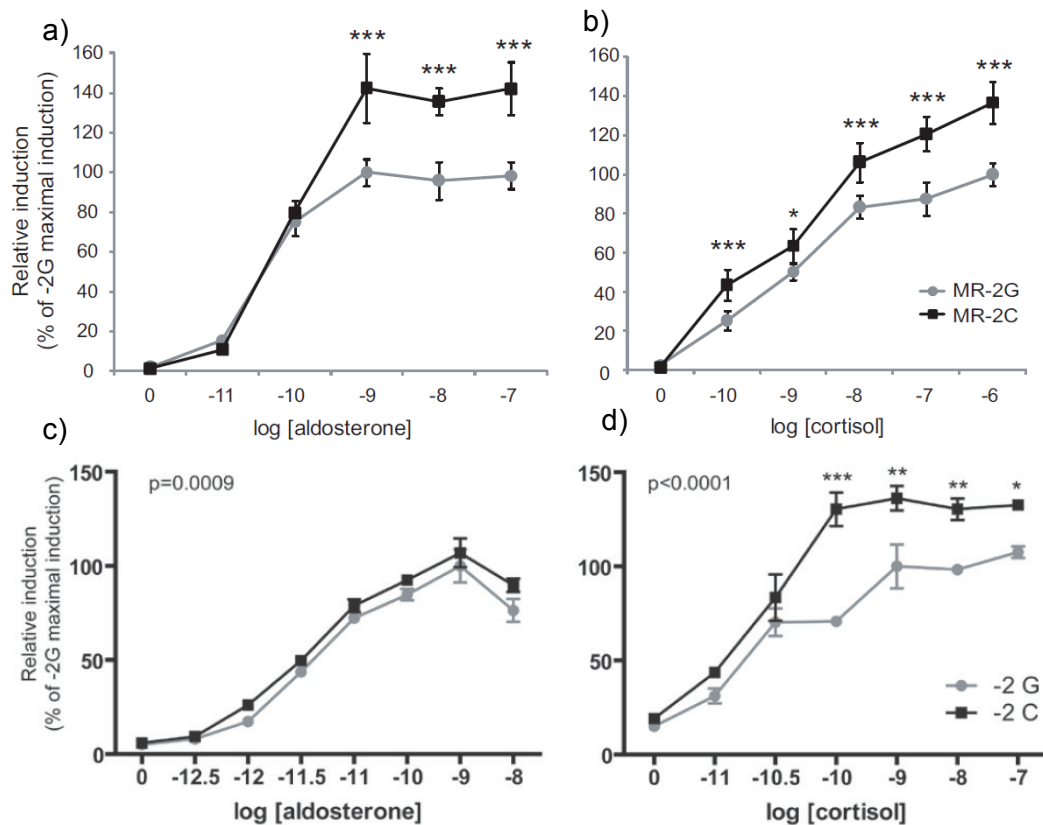 a)
***
***
***
160
140
120
100
80
60
40
20
0
Relative induction
(% of -2G maximal induction)
0 -11 -10 -9 -8 -7
log [aldosterone]
b)
***
*
***
***
***
160
140
120
100
80
60
40
20
0
MR-2G
MR-2C
0 -10 -9 -8 -7 -6
log [cortisol]
c)
p=0.0009
150
100
50
0
Relative induction
(% of -2G maximal induction)
0 -12.5 -12 -11.5 -11 -10 -9 -8
log [aldosterone]
d)
p<0.0001
***
**
**
*
150
100
50
0
-2 G
-2 C
0 -11 -10.5 -10 -9 -8 -7
log [cortisol]